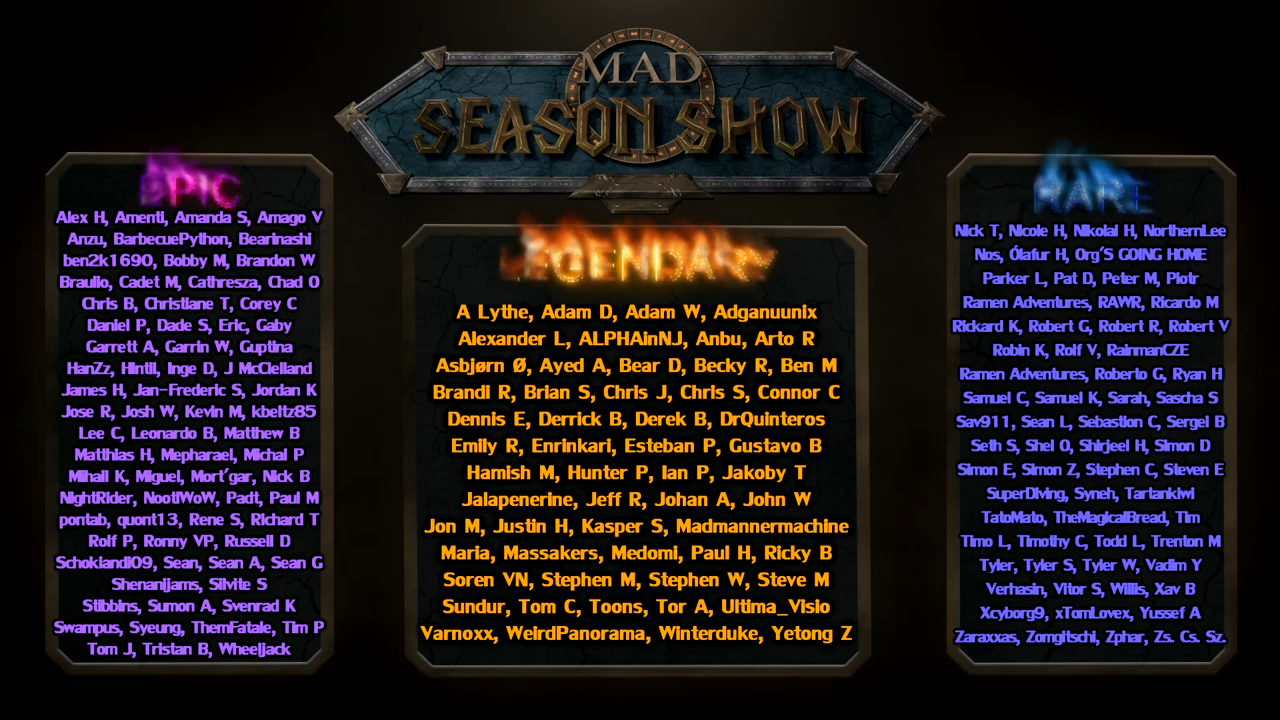 MAD
SEASON SHOW
EPIC
Alex H, Amenti, Amanda S, Amago V
Anzu, BarbecuePython, Bearinashi
ben2k1690, Bobby M, Brandon W
Braulio, Cadet M, Cathresza, Chad O
Chris B, Christiane T, Corey C
Daniel P, Dade S, Eric, Gaby
Garrett A, Garrin W, Guptina
HanZz, Hintil, Inge D, J McClelland
James H, Jan-Frederic S, Jordan K
Jose R, Josh W, Kevin M, kbeltz85
Lee C, Leonardo B, Matthew B
Matthias H, Mepharael, Michal P
Mihail K, Miguel, Mort'gar, Nick B
NightRider, NootiWoW, Padt, Paul M
pontab, quont13, Rene S, Richard T
Rolf P, Ronny VP, Russell D
Schoklandl09, Sean, Sean A, Sean G
Shenanijams, Silvite S
Stibbins, Sumon A, Svenrad K
Swampus, Syeung, ThemFatale, Tim P
Tom J, Tristan B, Wheeljack
LEGENDARY
A Lythe, Adam D, Adam W, Adganuunix
Alexander L, ALPHAinNJ, Anbu, Arto R
Asbjørn Ø, Ayed A, Bear D, Becky R, Ben M
Brandi R, Brian S, Chris J, Chris S, Connor C
Dennis E, Derrick B, Derek B, DrQuinteros
Emily R, Enrinkari, Esteban P, Gustavo B
Hamish M, Hunter P, Ian P, Jakoby T
Jalapenerine, Jeff R, Johan A, John W
Jon M, Justin H, Kasper S, Madmannermachine
Maria, Massakers, Medomi, Paul H, Ricky B
Soren VN, Stephen M, Stephen W, Steve M
Sundur, Tom C, Toons, Tor A, Ultima_Visio
Varnoxx, WeirdPanorama, Winterduke, Yetong Z
RARE
Nick T, Nicole H, Nikolai H, NorthernLee
Nos, Ólafur H, Org'S GOING HOME
Parker L, Pat D, Peter M, Piotr
Ramen Adventures, RAWR, Ricardo M
Rickard K, Robert G, Robert R, Robert V
Robin K, Rolf V, RainmanCZE
Ramen Adventures, Roberto G, Ryan H
Samuel C, Samuel K, Sarah, Sascha S
Sav911, Sean L, Sebastion C, Sergei B
Seth S, Shel O, Shirjeel H, Simon D
Simon E, Simon Z, Stephen C, Steven E
SuperDiving, Syneh, Tartankiwi
TatoMato, TheMagicalBread, Tim
Timo L, Timothy C, Todd L, Trenton M
Tyler, Tyler S, Tyler W, Vadim Y
Verhasin, Vitor S, Willis, Xav B
Xcyborg9, xTomLovex, Yussef A
Zaraxxas, Zomgitschi, Zphar, Zs. Cs. Sz.